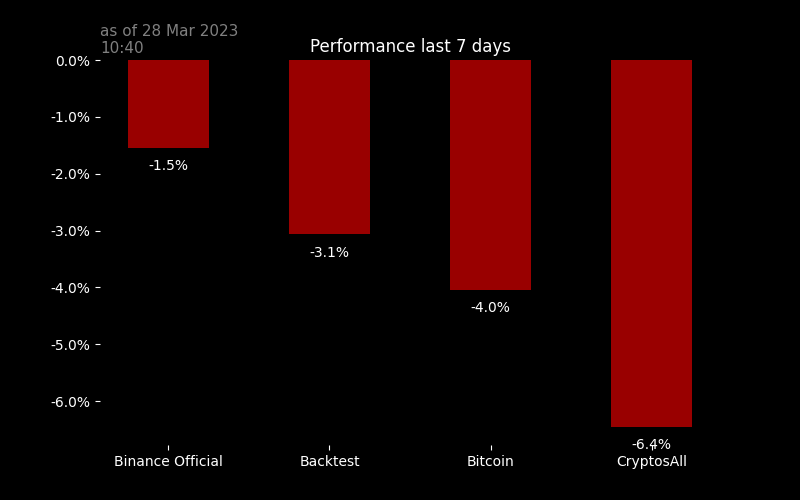 as of 28 Mar 2023
10:40
Performance last 7 days
0.0%
-1.0%
-2.0%
-3.0%
-4.0%
-5.0%
-6.0%
-1.5%
-3.1%
-4.0%
-6.4%
Binance Official
Backtest
Bitcoin
CryptosAll